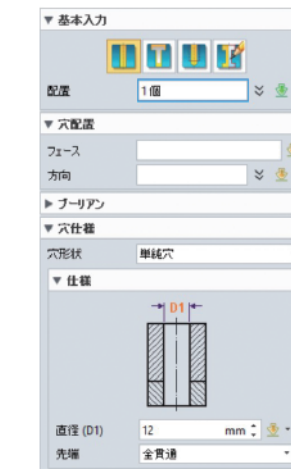 ▼ 基本入力
配置 1個
▼ 穴配置
フェース
方向
▶ ブーリアン
▼ 穴仕様
穴形状 単純穴
▼ 仕様
D1
直径 (D1) 12 mm
先端 全貫通